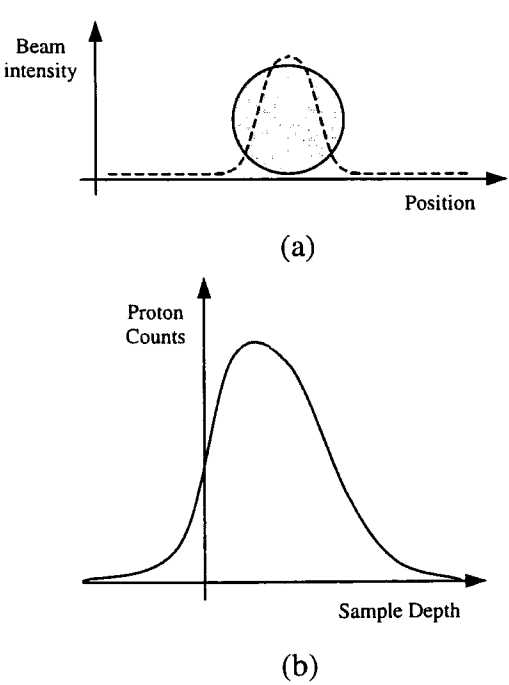 Beam
intensity
Position
(a)
Proton
Counts
Sample Depth
(b)